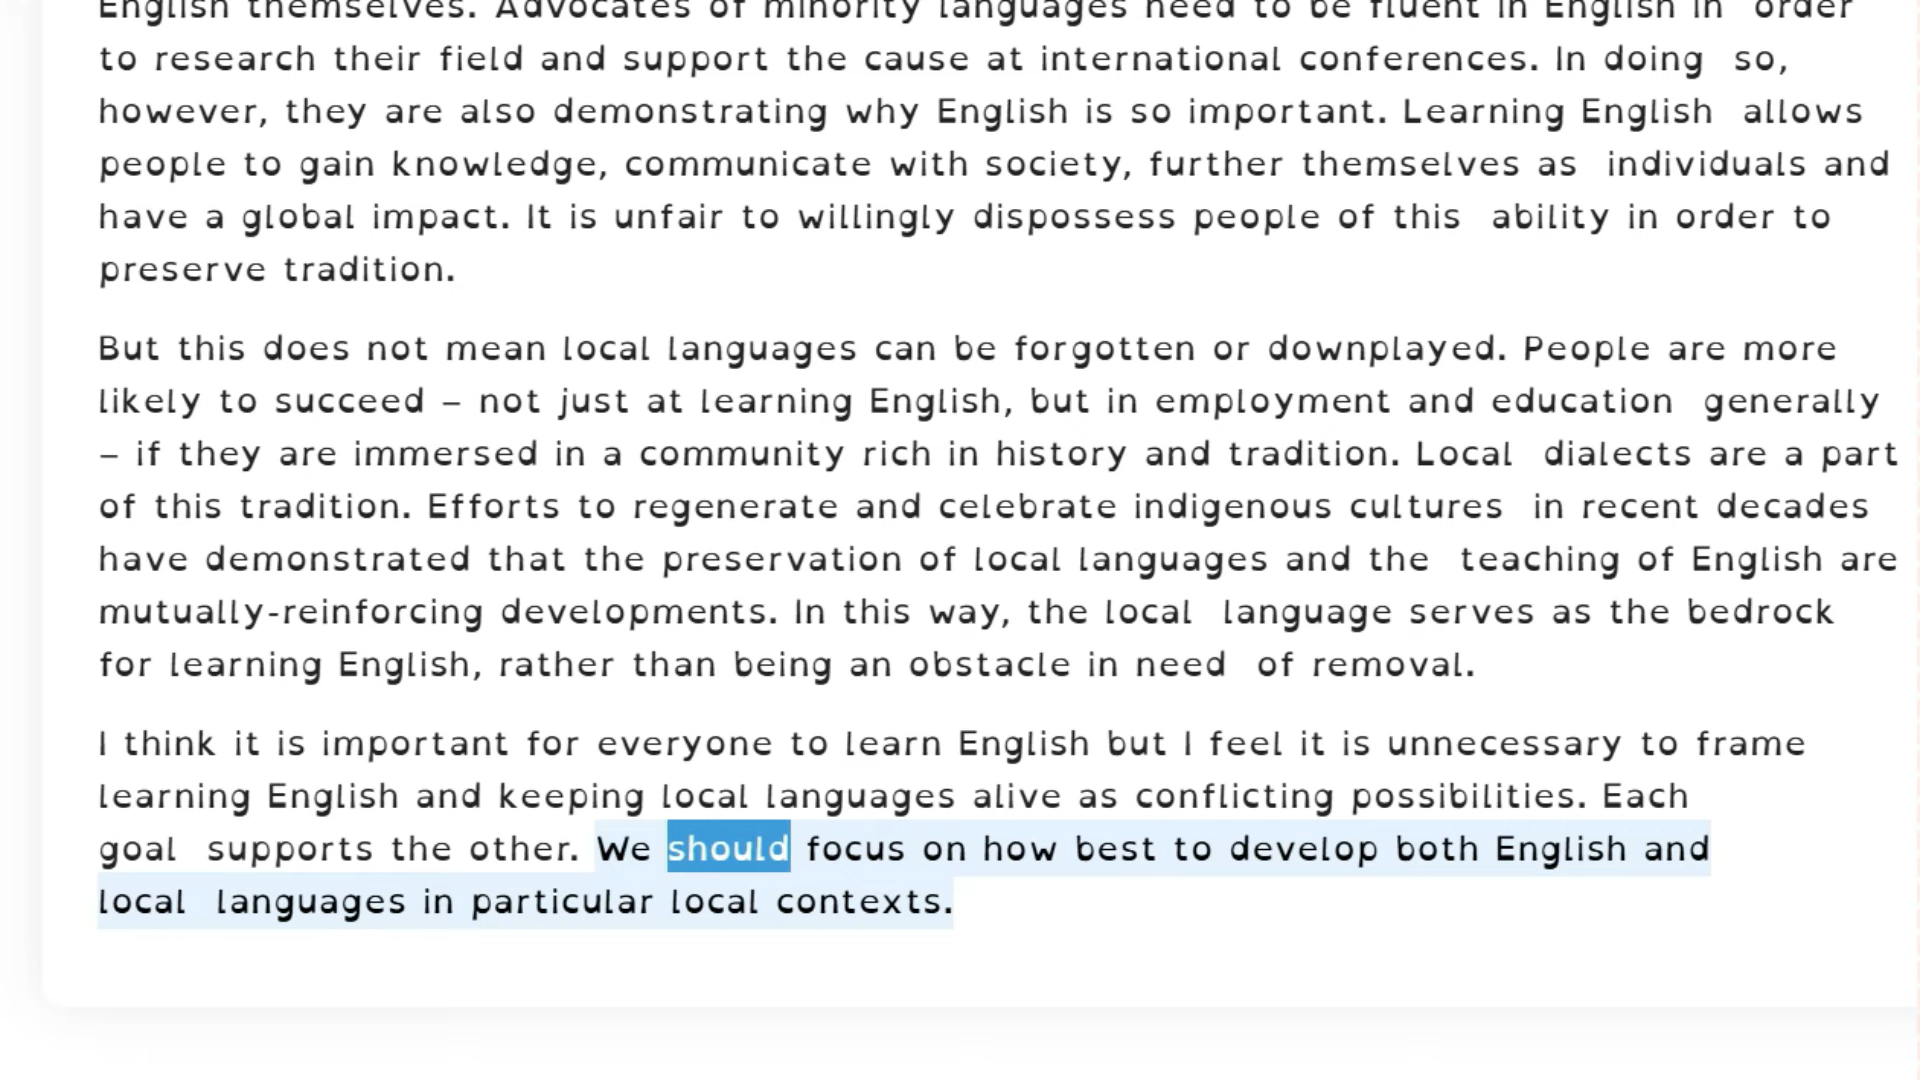 English themselves. Advocates of minority languages need to be fluent in English in order
to research their field and support the cause at international conferences. In doing so,
however, they are also demonstrating why English is so important. Learning English allows
people to gain knowledge, communicate with society, further themselves as individuals and
have a global impact. It is unfair to willingly dispossess people of this ability in order to
preserve tradition.
But this does not mean local languages can be forgotten or downplayed. People are more
likely to succeed – not just at learning English, but in employment and education generally
– if they are immersed in a community rich in history and tradition. Local dialects are a part
of this tradition. Efforts to regenerate and celebrate indigenous cultures in recent decades
have demonstrated that the preservation of local languages and the teaching of English are
mutually-reinforcing developments. In this way, the local language serves as the bedrock
for learning English, rather than being an obstacle in need of removal.
I think it is important for everyone to learn English but I feel it is unnecessary to frame
learning English and keeping local languages alive as conflicting possibilities. Each
goal supports the other. We should focus on how best to develop both English and
local languages in particular local contexts.